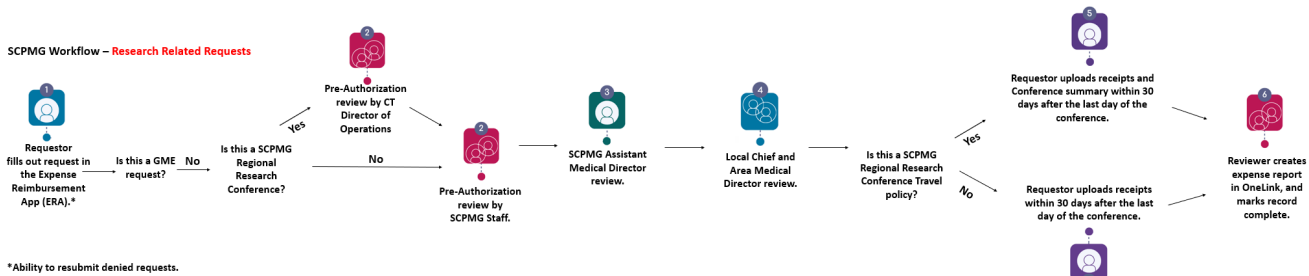 SCPMG Workflow – Research Related Requests
1
Requestor
fills out request in
the Expense
Reimbursement
App (ERA).*
Is this a GME
request?
No
Is this a SCPMG
Regional
Research
Conference?
Yes
2
Pre-Authorization
review by CT
Director of
Operations
No
2
Pre-Authorization
review by
SCPMG Staff.
3
SCPMG Assistant
Medical Director
review.
4
Local Chief and
Area Medical
Director review.
Is this a SCPMG
Regional Research
Conference Travel
policy?
Yes
5
Requestor uploads receipts and
Conference summary within 30
days after the last day of the
conference.
No
Requestor uploads receipts
within 30 days after the last
day of the conference.
6
Reviewer creates
expense report
in OneLink, and
marks record
complete.
*Ability to resubmit denied requests.